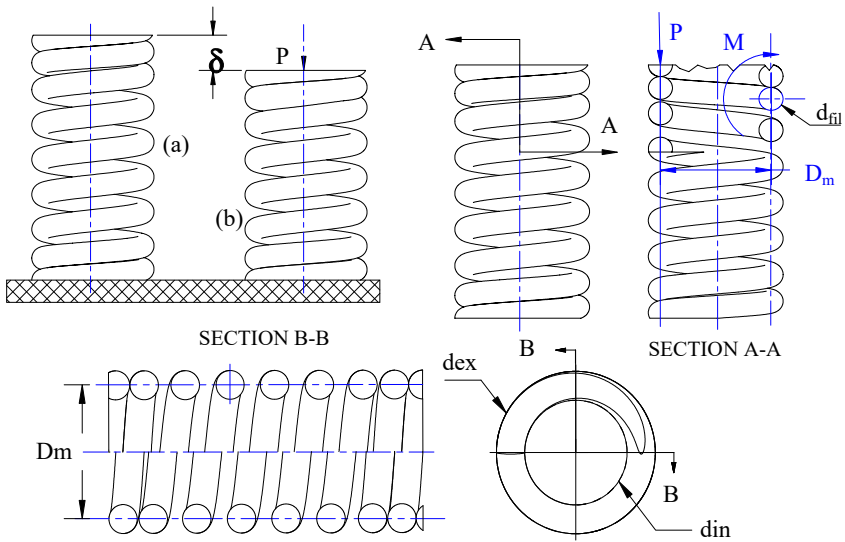 δ
P
(a)
(b)
A
A
P
M
d_fil
D_m
SECTION B-B
SECTION A-A
B
dex
Dm
B
din